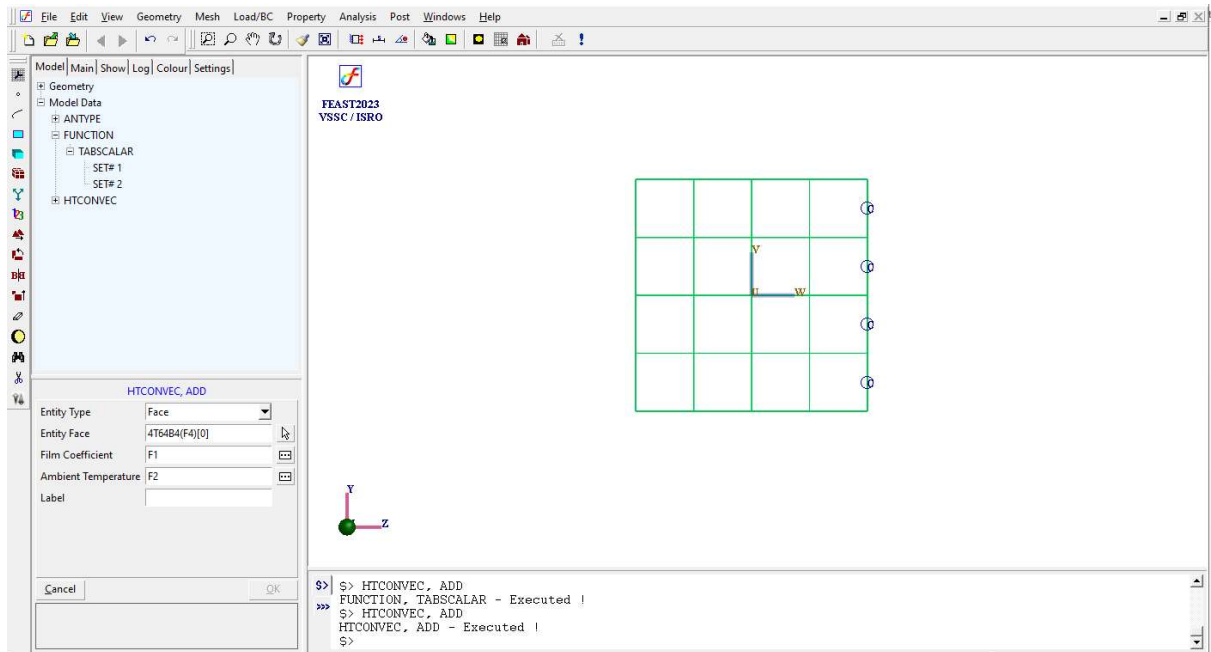 File Edit View Geometry Mesh Load/BC Property Analysis Post Windows Help
Model Main Show Log Colour Settings
Geometry
Model Data
ANTYPE
FUNCTION
TABSCALAR
SET# 1
SET# 2
HTCONVEC
HTCONVEC, ADD
Entity Type Face
Entity Face 4T64B4(F4)[0]
Film Coefficient F1
Ambient Temperature F2
Label
Cancel OK
FEAST2023
VSSC / ISRO
C
V
C
U W
C
C
Y
Z
$> $> HTCONVEC, ADD
FUNCTION, TABSCALAR - Executed !
>>> $> HTCONVEC, ADD
HTCONVEC, ADD - Executed !
$>